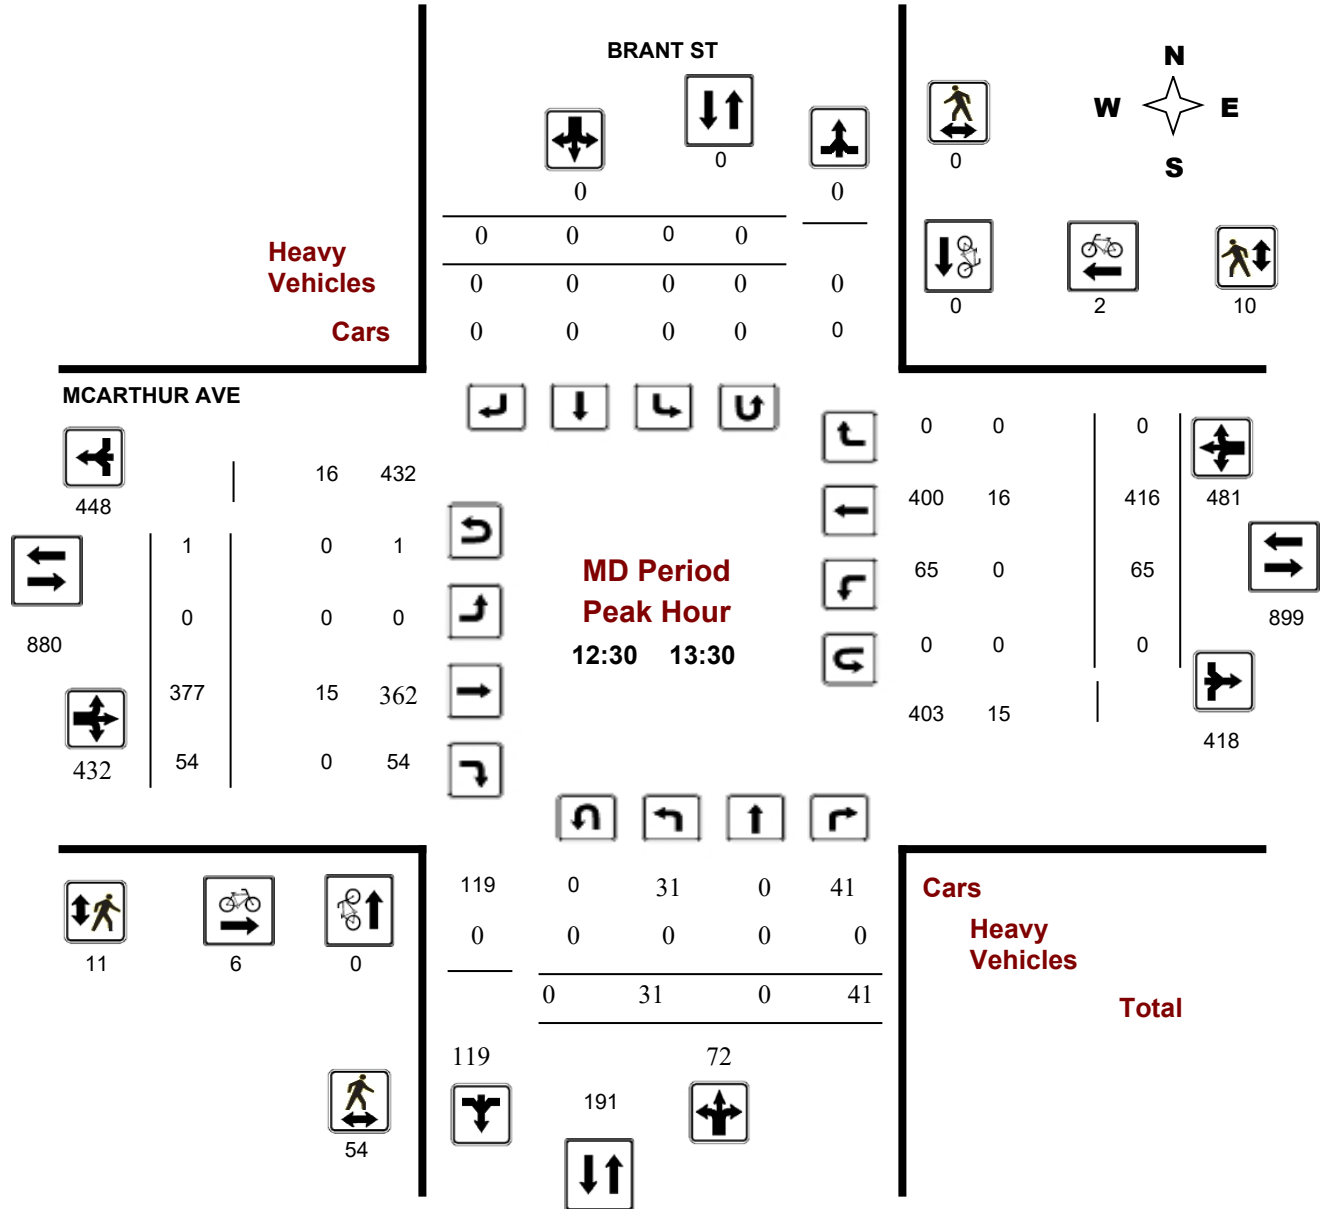 BRANT ST
N
W E
S
0
0
0 0
0 0 0 0
Heavy
Vehicles
0 0 0 0 0
Cars
0 0 0 0 0
0 2 10
MCARTHUR AVE
448
16 432
1 0 1
0 0 0
880
377 15 362
432
54 0 54
MD Period
Peak Hour
12:30 13:30
0 0 0
400 16 416 481
65 0 65
899
0 0 0
403 15
418
11 6 0
119 0 31 0 41
0 0 0 0 0
0 31 0 41
Cars
Heavy
Vehicles
Total
119 72
191
54